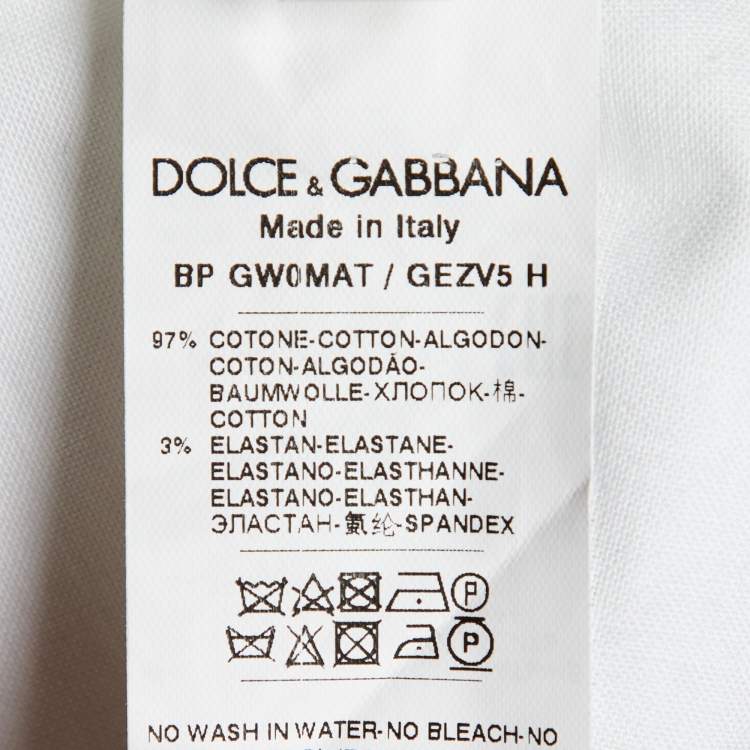 DOLCE & GABBANA
Made in Italy
BP GW0MAT / GEZV5 H
97% COTONE-COTTON-ALGODON-
COTON-ALGODÃO-
BAUMWOLLE-ХЛОПОК-棉-
COTTON
3% ELASTAN-ELASTANE-
ELASTANO-ELASTHANNE-
ELASTANO-ELASTHAN-
ЭЛАСТАН-氨纶-SPANDEX
P
P
NO WASH IN WATER-NO BLEACH-NO